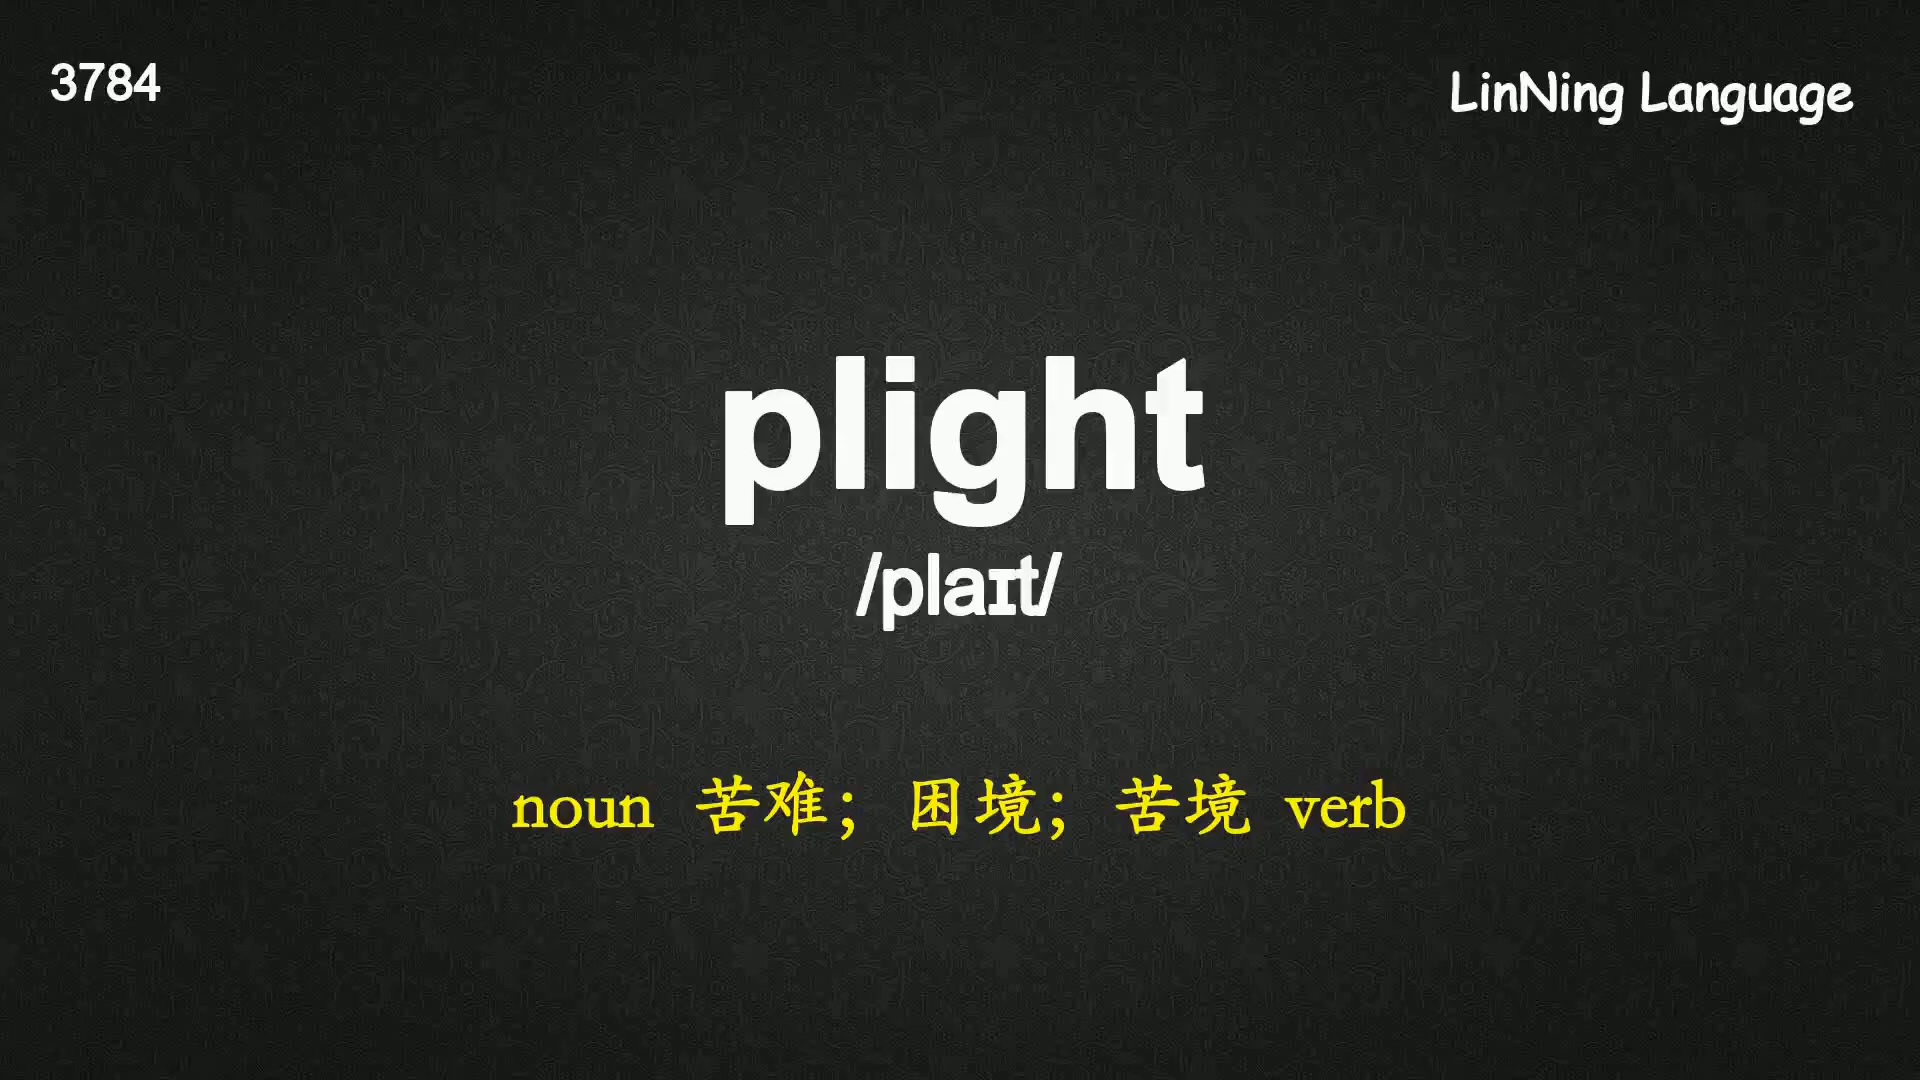 3784
LinNing Language
plight
/plaɪt/
noun 苦难；困境；苦境 verb